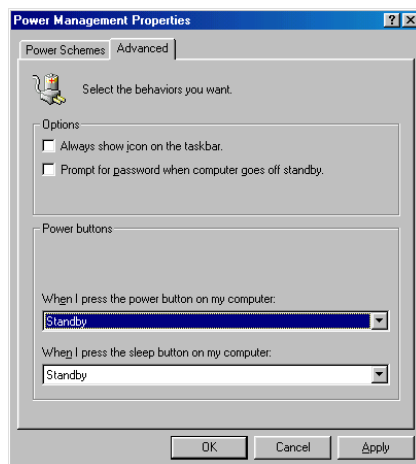 Power Management Properties
Power Schemes Advanced
Select the behaviors you want.
Options
Always show icon on the taskbar.
Prompt for password when computer goes off standby.
Power buttons
When I press the power button on my computer:
Standby
When I press the sleep button on my computer:
Standby
OK Cancel Apply